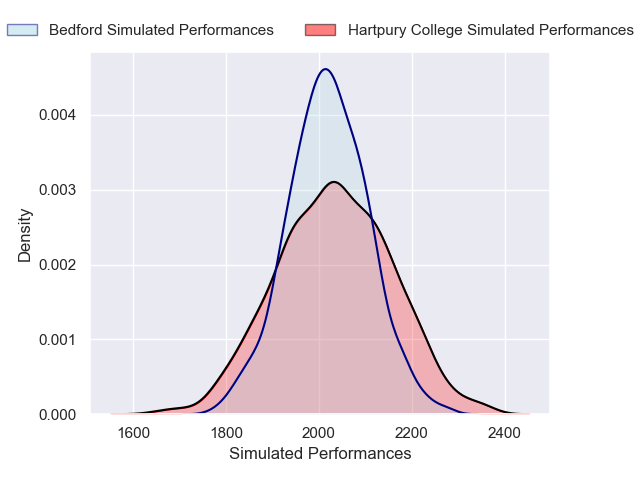 Bedford Simulated Performances
Hartpury College Simulated Performances
Density
0.004
0.003
0.002
0.001
0.000
1600
1800
2000
2200
2400
Simulated Performances